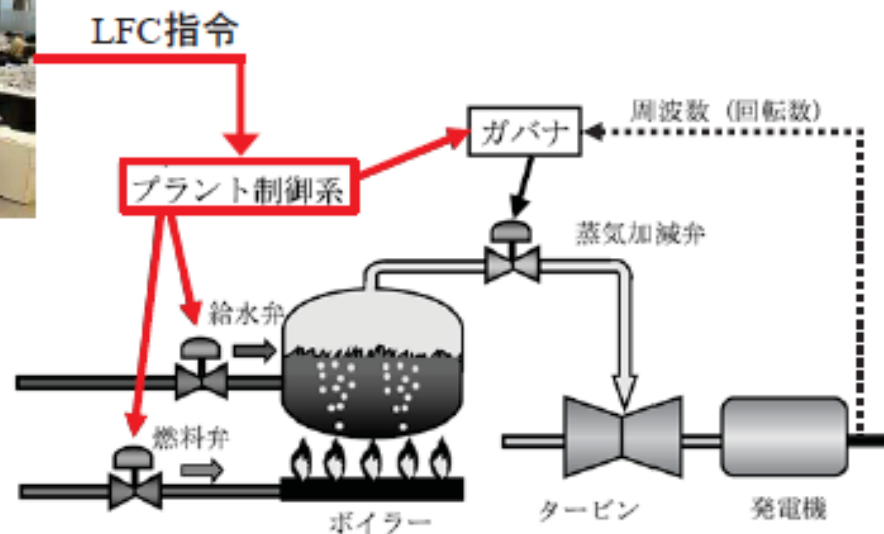 LFC指令
周波数（回転数）
ガバナ
プラント制御系
蒸気加減弁
給水弁
燃料弁
ボイラー
タービン
発電機